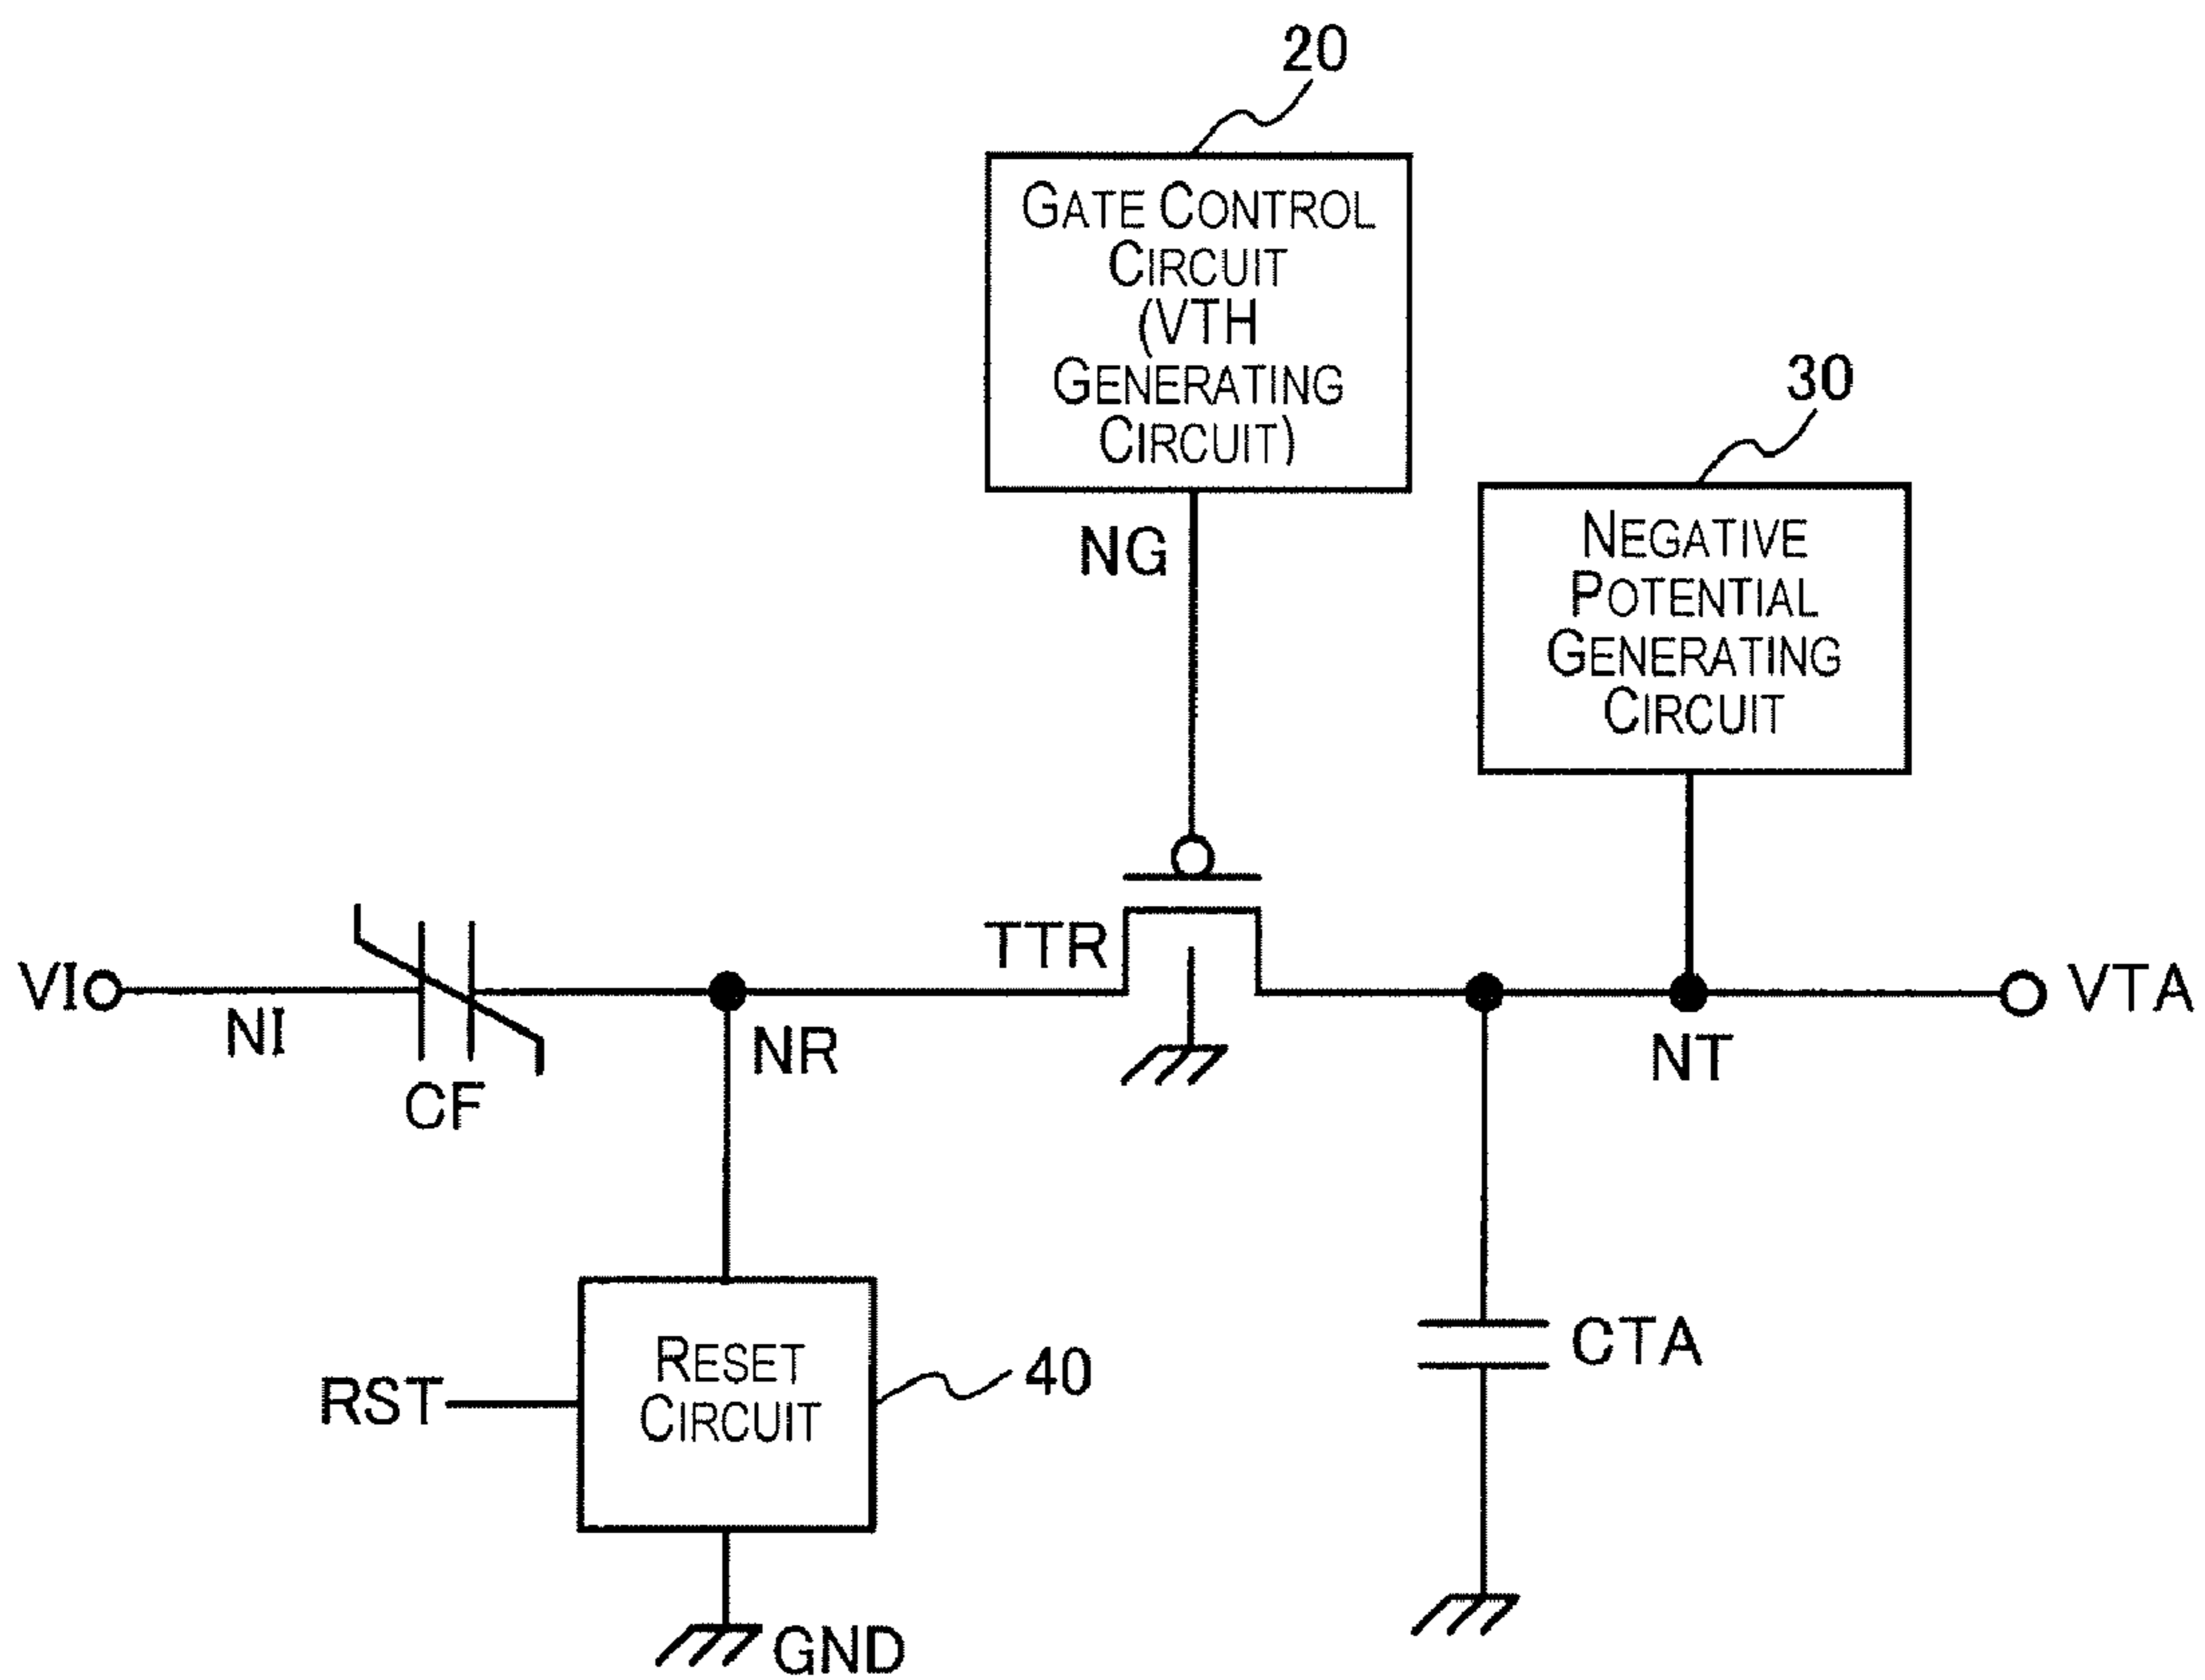 20
GATE CONTROL
CIRCUIT
(VTH
GENERATING
CIRCUIT)
30
NEGATIVE
POTENTIAL
GENERATING
CIRCUIT
NG
TTR
VI
NI
CF
NR
NT
VTA
RESET
CIRCUIT
40
RST
CTA
GND